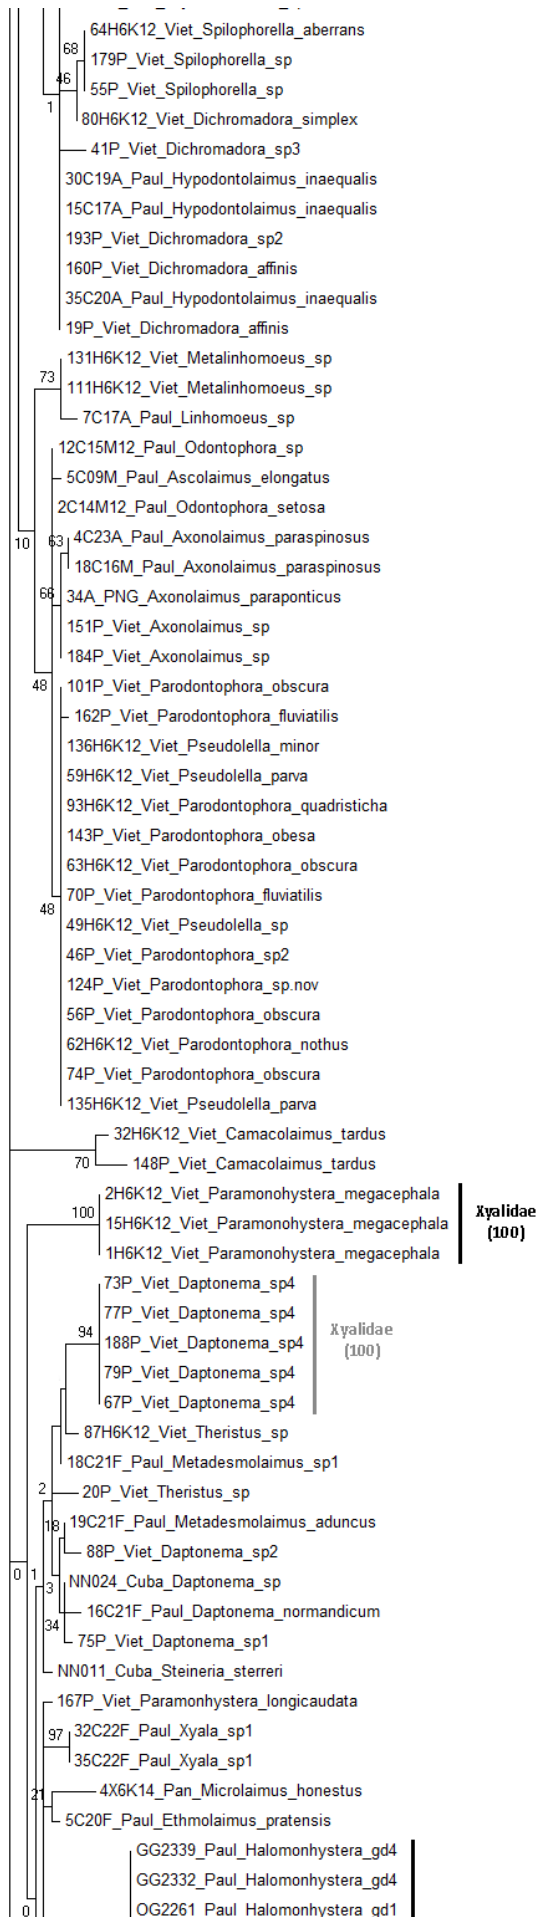 64H6K12_Viet_Spilophorella_aberrans
68
179P_Viet_Spilophorella_sp
46
55P_Viet_Spilophorella_sp
1
80H6K12_Viet_Dichromadora_simplex
41P_Viet_Dichromadora_sp3
30C19A_Paul_Hypodontolaimus_inaequalis
15C17A_Paul_Hypodontolaimus_inaequalis
193P_Viet_Dichromadora_sp2
160P_Viet_Dichromadora_affinis
35C20A_Paul_Hypodontolaimus_inaequalis
19P_Viet_Dichromadora_affinis
131H6K12_Viet_Metalinhomoeus_sp
73
111H6K12_Viet_Metalinhomoeus_sp
7C17A_Paul_Linhomoeus_sp
12C15M12_Paul_Odontophora_sp
5C09M_Paul_Ascolaimus_elongatus
2C14M12_Paul_Odontophora_setosa
10
63
4C23A_Paul_Axonolaimus_paraspinosus
18C16M_Paul_Axonolaimus_paraspinosus
66
34A_PNG_Axonolaimus_paraponticus
151P_Viet_Axonolaimus_sp
184P_Viet_Axonolaimus_sp
48
101P_Viet_Parodontophora_obscura
162P_Viet_Parodontophora_fluviatilis
136H6K12_Viet_Pseudolella_minor
59H6K12_Viet_Pseudolella_parva
93H6K12_Viet_Parodontophora_quadristicha
143P_Viet_Parodontophora_obesa
63H6K12_Viet_Parodontophora_obscura
70P_Viet_Parodontophora_fluviatilis
48
49H6K12_Viet_Pseudolella_sp
46P_Viet_Parodontophora_sp2
124P_Viet_Parodontophora_sp.nov
56P_Viet_Parodontophora_obscura
62H6K12_Viet_Parodontophora_nothus
74P_Viet_Parodontophora_obscura
135H6K12_Viet_Pseudolella_parva
32H6K12_Viet_Camacolaimus_tardus
70
148P_Viet_Camacolaimus_tardus
2H6K12_Viet_Paramonohystera_megacephala
100
15H6K12_Viet_Paramonohystera_megacephala
1H6K12_Viet_Paramonohystera_megacephala
Xyalidae
(100)
73P_Viet_Daptonema_sp4
77P_Viet_Daptonema_sp4
94
188P_Viet_Daptonema_sp4
79P_Viet_Daptonema_sp4
67P_Viet_Daptonema_sp4
Xyalidae
(100)
87H6K12_Viet_Theristus_sp
18C21F_Paul_Metadesmolaimus_sp1
2
20P_Viet_Theristus_sp
18
19C21F_Paul_Metadesmolaimus_aduncus
88P_Viet_Daptonema_sp2
0
1
3
NN024_Cuba_Daptonema_sp
16C21F_Paul_Daptonema_normandicum
34
75P_Viet_Daptonema_sp1
NN011_Cuba_Steineria_sterreri
167P_Viet_Paramonhystera_longicaudata
97
32C22F_Paul_Xyala_sp1
35C22F_Paul_Xyala_sp1
21
4X6K14_Pan_Microlaimus_honestus
5C20F_Paul_Ethmolaimus_pratensis
GG2339_Paul_Halomonhystera_gd4
GG2332_Paul_Halomonhystera_gd4
0
OG2261_Paul_Halomonhystera_gd1